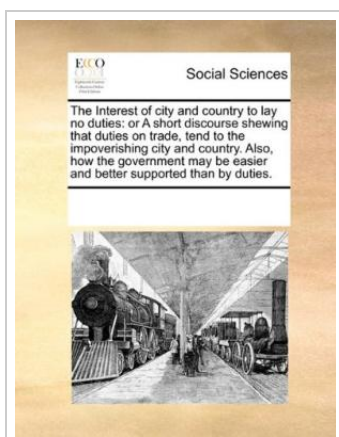 ECCO
Social Sciences
The Interest of city and country to lay
no duties: or A short discourse shewing
that duties on trade, tend to the
impoverishing city and country. Also,
how the government may be easier
and better supported than by duties.